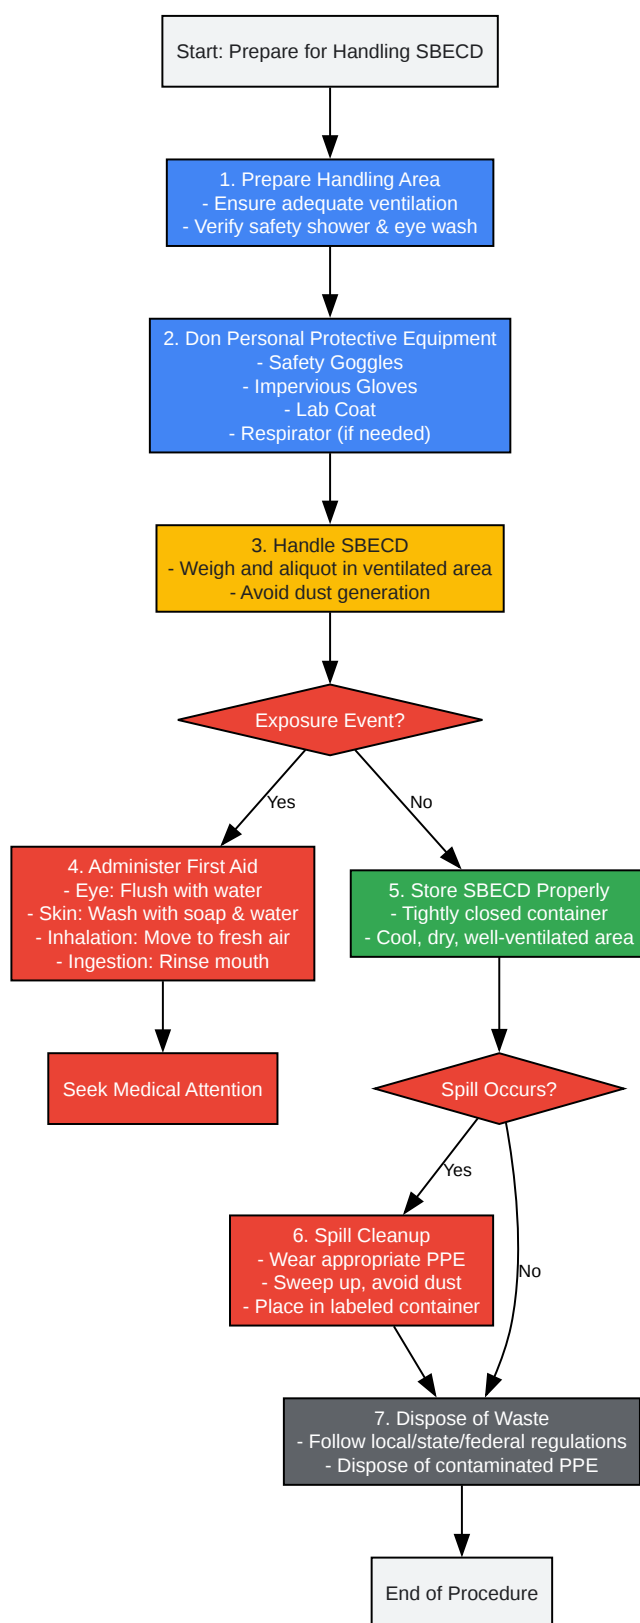 Start: Prepare for Handling SBECD
1. Prepare Handling Area
- Ensure adequate ventilation
- Verify safety shower & eye wash
2. Don Personal Protective Equipment
- Safety Goggles
- Impervious Gloves
- Lab Coat
- Respirator (if needed)
3. Handle SBECD
- Weigh and aliquot in ventilated area
- Avoid dust generation
Exposure Event?
Yes
No
4. Administer First Aid
- Eye: Flush with water
- Skin: Wash with soap & water
- Inhalation: Move to fresh air
- Ingestion: Rinse mouth
5. Store SBECD Properly
- Tightly closed container
- Cool, dry, well-ventilated area
Seek Medical Attention
Spill Occurs?
Yes
No
6. Spill Cleanup
- Wear appropriate PPE
- Sweep up, avoid dust
- Place in labeled container
7. Dispose of Waste
- Follow local/state/federal regulations
- Dispose of contaminated PPE
End of Procedure